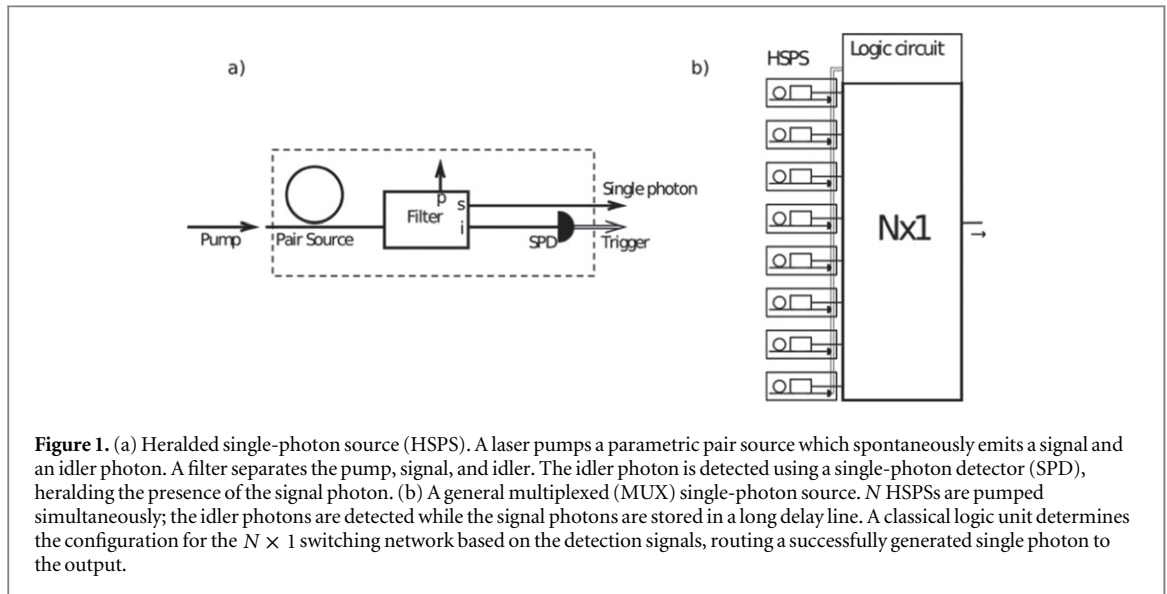 a)
Pump
Pair Source
Filter
p
s
i
SPD
Single photon
Trigger
b)
HSPS
Logic circuit
Nx1
Figure 1. (a) Heralded single-photon source (HSPS). A laser pumps a parametric pair source which spontaneously emits a signal and
an idler photon. A filter separates the pump, signal, and idler. The idler photon is detected using a single-photon detector (SPD),
heralding the presence of the signal photon. (b) A general multiplexed (MUX) single-photon source. N HSPSs are pumped
simultaneously; the idler photons are detected while the signal photons are stored in a long delay line. A classical logic unit determines
the configuration for the N × 1 switching network based on the detection signals, routing a successfully generated single photon to
the output.